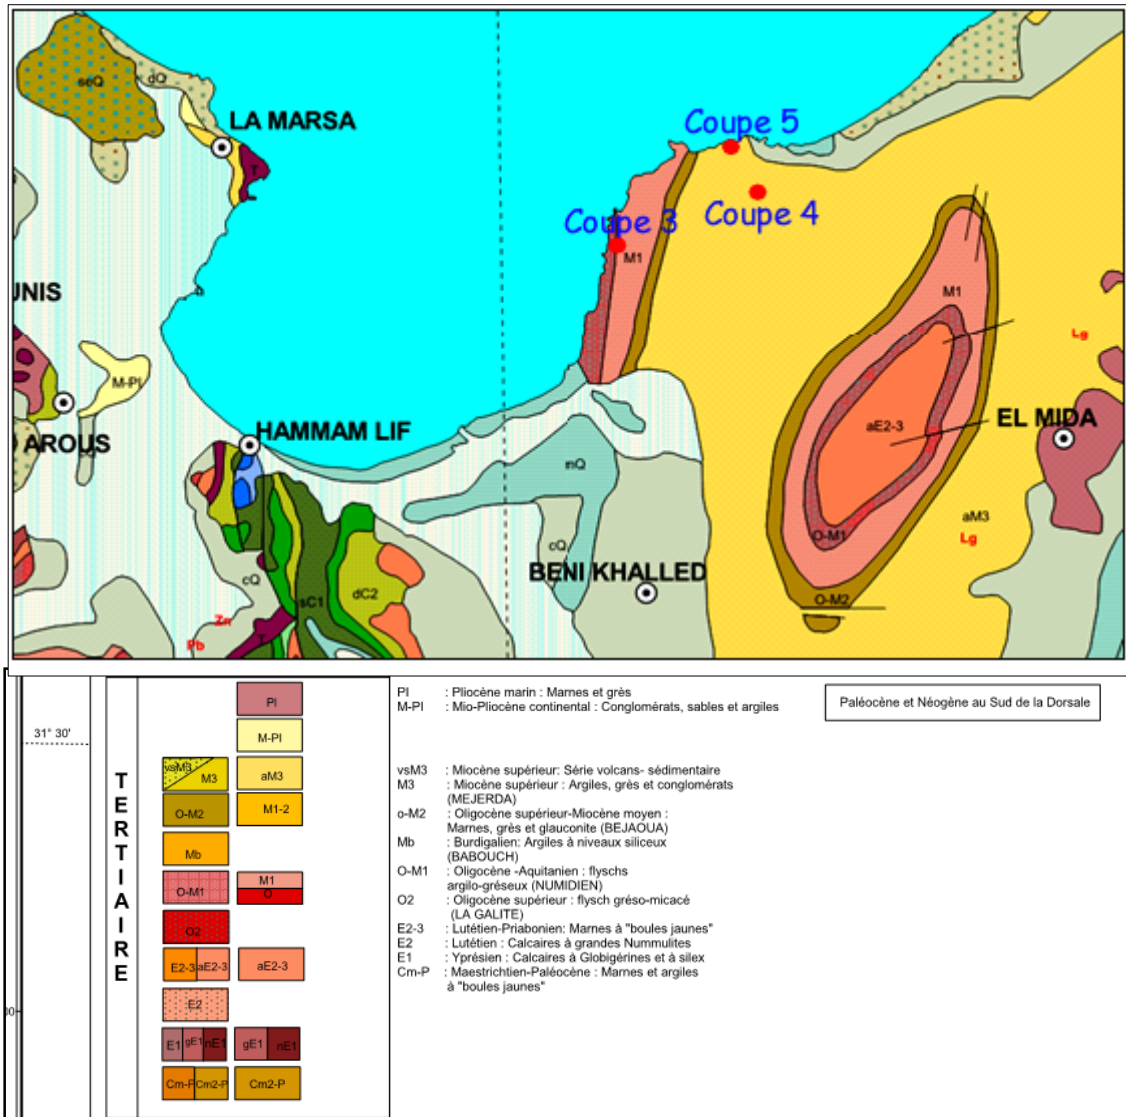 scQ
cQ
LA MARSA
T
Coupe 5
Coupe 4
Coupe 3
M1
M1
UNIS
Lg
M-Pl
AROUS
HAMMAM LIF
EL MIDA
aE2-3
mQ
aM3
Lg
O-M1
cQ
BENI KHALLED
cQ
sC1
dC2
O-M2
Zn
Pb
T
31° 30'
TERTIAIRE
Pl
M-Pl
vsM3
M3
aM3
O-M2
M1-2
Mb
O-M1
M1
O
O2
E2-3
aE2-3
aE2-3
E2
E1
gE1
nE1
gE1
nE1
Cm-P
Cm2-P
Cm2-P
Pl : Pliocène marin : Marnes et grès
M-Pl : Mio-Pliocène continental : Conglomérats, sables et argiles
Paléocène et Néogène au Sud de la Dorsale
vsM3 : Miocène supérieur: Série volcans- sédimentaire
M3 : Miocène supérieur : Argiles, grès et conglomérats
(MEJERDA)
o-M2 : Oligocène supérieur-Miocène moyen :
Marnes, grès et glauconite (BEJAOUA)
Mb : Burdigalien: Argiles à niveaux siliceux
(BABOUCH)
O-M1 : Oligocène -Aquitanien : flyschs
argilo-gréseux (NUMIDIEN)
O2 : Oligocène supérieur : flysch gréso-micacé
(LA GALITE)
E2-3 : Lutétien-Priabonien: Marnes à "boules jaunes"
E2 : Lutétien : Calcaires à grandes Nummulites
E1 : Yprésien : Calcaires à Globigérines et à silex
Cm-P : Maestrichtien-Paléocène : Marnes et argiles
à "boules jaunes"